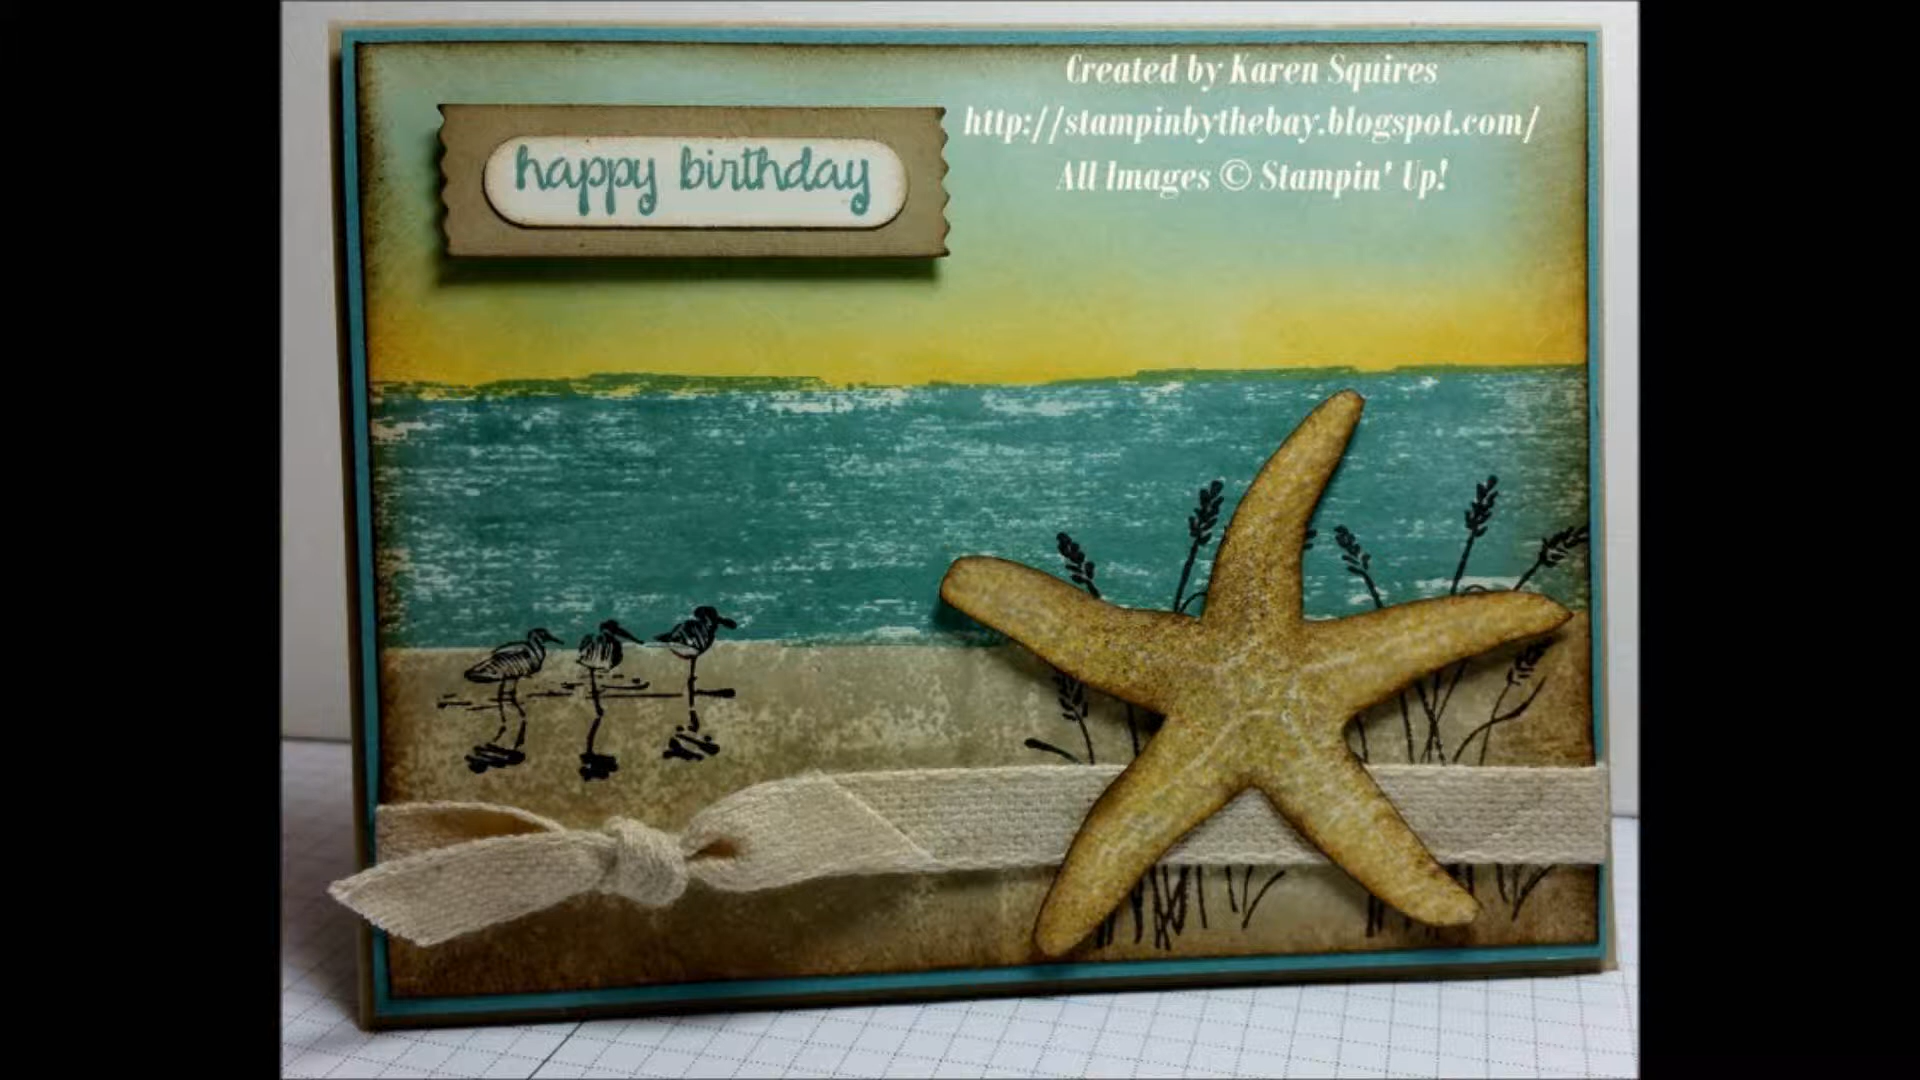 happy birthday
Created by Karen Squires
http://stampinbythebay.blogspot.com/
All Images © Stampin' Up!